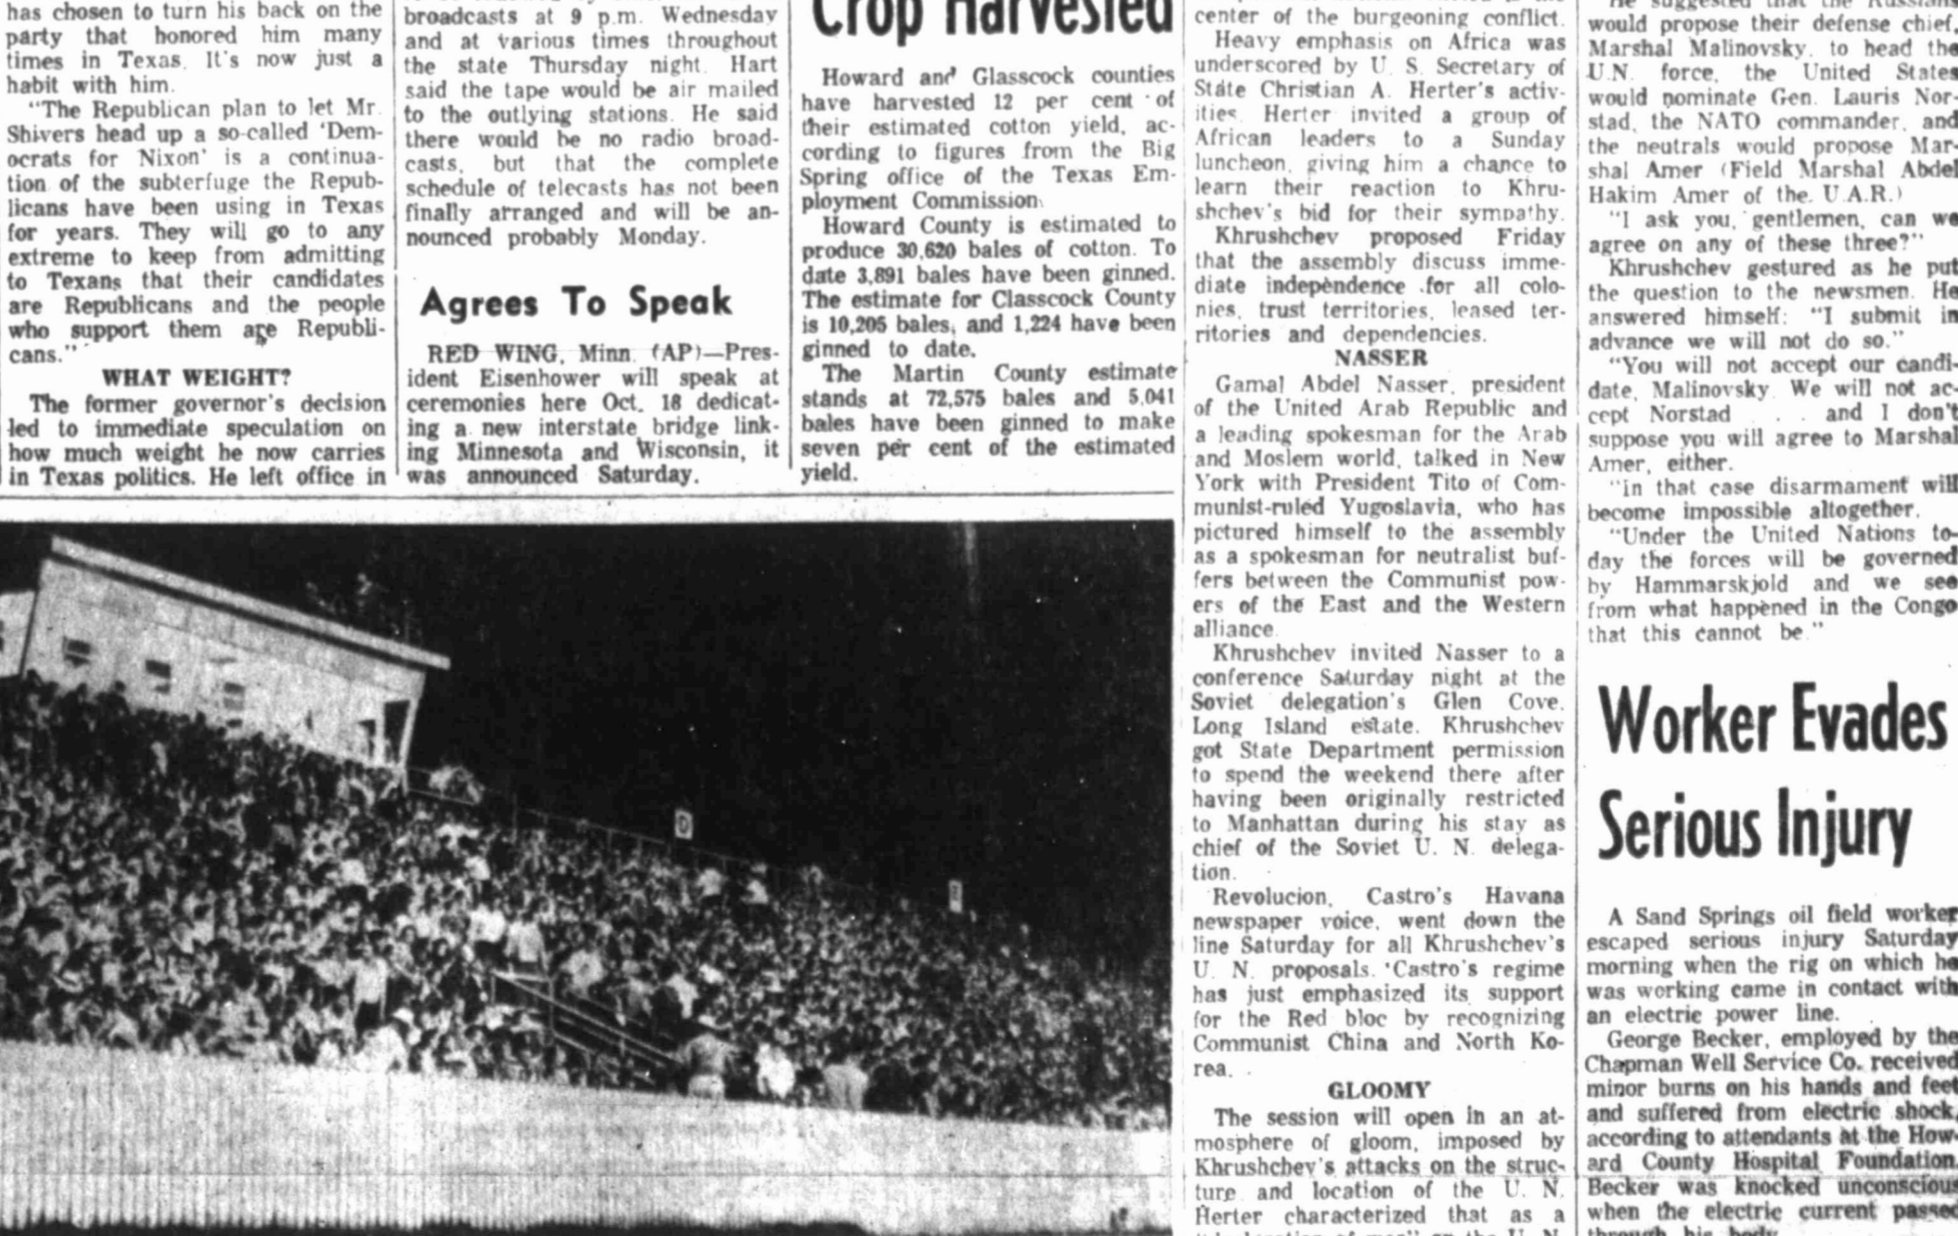 has chosen to turn his back on the
party that honored him many
times in Texas. It's now just a
habit with him.
"The Republican plan to let Mr.
Shivers head up a so-called 'Dem-
ocrats for Nixon' is a continua-
tion of the subterfuge the Repub-
licans have been using in Texas
for years. They will go to any
extreme to keep from admitting
to Texans that their candidates
are Republicans and the people
who support them are Republi-
cans."
WHAT WEIGHT?
The former governor's decision
led to immediate speculation on
how much weight he now carries
in Texas politics. He left office in
broadcasts at 9 p.m. Wednesday
and at various times throughout
the state Thursday night. Hart
said the tape would be air mailed
to the outlying stations. He said
there would be no radio broad-
casts, but that the complete
schedule of telecasts has not been
finally arranged and will be an-
nounced probably Monday.
Agrees To Speak
RED WING, Minn. (AP)—Pres-
ident Eisenhower will speak at
ceremonies here Oct. 18 dedicat-
ing a new interstate bridge link-
ing Minnesota and Wisconsin, it
was announced Saturday.
Crop Harvested
Howard and Glasscock counties
have harvested 12 per cent of
their estimated cotton yield, ac-
cording to figures from the Big
Spring office of the Texas Em-
ployment Commission.
Howard County is estimated to
produce 30,620 bales of cotton. To
date 3,891 bales have been ginned.
The estimate for Classcock County
is 10,205 bales, and 1,224 have been
ginned to date.
The Martin County estimate
stands at 72,575 bales and 5,041
bales have been ginned to make
seven per cent of the estimated
yield.
D
E
center of the burgeoning conflict.
Heavy emphasis on Africa was
underscored by U. S. Secretary of
State Christian A. Herter's activ-
ities. Herter invited a group of
African leaders to a Sunday
luncheon, giving him a chance to
learn their reaction to Khru-
shchev's bid for their sympathy.
Khrushchev proposed Friday
that the assembly discuss imme-
diate independence for all colo-
nies, trust territories, leased ter-
ritories and dependencies.
NASSER
Gamal Abdel Nasser, president
of the United Arab Republic and
a leading spokesman for the Arab
and Moslem world, talked in New
York with President Tito of Com-
munist-ruled Yugoslavia, who has
pictured himself to the assembly
as a spokesman for neutralist buf-
fers between the Communist pow-
ers of the East and the Western
alliance.
Khrushchev invited Nasser to a
conference Saturday night at the
Soviet delegation's Glen Cove,
Long Island estate. Khrushchev
got State Department permission
to spend the weekend there after
having been originally restricted
to Manhattan during his stay as
chief of the Soviet U. N. delega-
tion.
Revolucion, Castro's Havana
newspaper voice, went down the
line Saturday for all Khrushchev's
U. N. proposals. Castro's regime
has just emphasized its support
for the Red bloc by recognizing
Communist China and North Ko-
rea.
GLOOMY
The session will open in an at-
mosphere of gloom, imposed by
Khrushchev's attacks on the struc-
ture and location of the U. N.
Herter characterized that as a
He suggested that the Russians
would propose their defense chief,
Marshal Malinovsky, to head the
U.N. force, the United States
would nominate Gen. Lauris Nor-
stad, the NATO commander, and
the neutrals would propose Mar-
shal Amer (Field Marshal Abdel
Hakim Amer of the U.A.R.)
"I ask you, gentlemen, can we
agree on any of these three?"
Khrushchev gestured as he put
the question to the newsmen. He
answered himself: "I submit in
advance we will not do so."
"You will not accept our candi-
date, Malinovsky. We will not ac-
cept Norstad . . . and I don't
suppose you will agree to Marshal
Amer, either.
"In that case disarmament will
become impossible altogether.
"Under the United Nations to-
day the forces will be governed
by Hammarskjold and we see
from what happened in the Congo
that this cannot be."
Worker Evades
Serious Injury
A Sand Springs oil field worker
escaped serious injury Saturday
morning when the rig on which he
was working came in contact with
an electric power line.
George Becker, employed by the
Chapman Well Service Co. received
minor burns on his hands and feet
and suffered from electric shock,
according to attendants at the How-
ard County Hospital Foundation.
Becker was knocked unconscious
when the electric current passed
through his body.